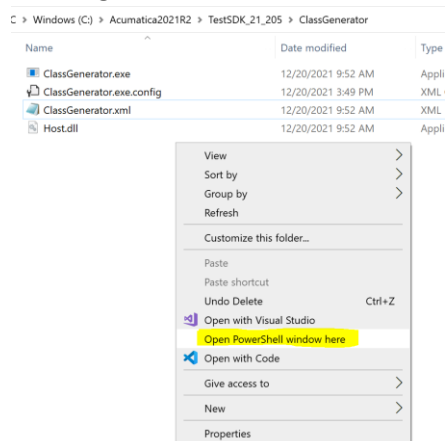 C > Windows (C:) > Acumatica2021R2 > TestSDK_21_205 > ClassGenerator
Name Date modified Type
ClassGenerator.exe 12/20/2021 9:52 AM Appli
ClassGenerator.exe.config 12/20/2021 3:49 PM XML
ClassGenerator.xml 12/20/2021 9:52 AM XML
Host.dll 12/20/2021 9:52 AM Appli
View >
Sort by >
Group by >
Refresh
Customize this folder...
Paste
Paste shortcut
Undo Delete Ctrl+Z
Open with Visual Studio
Open PowerShell window here
Open with Code
Give access to >
New >
Properties